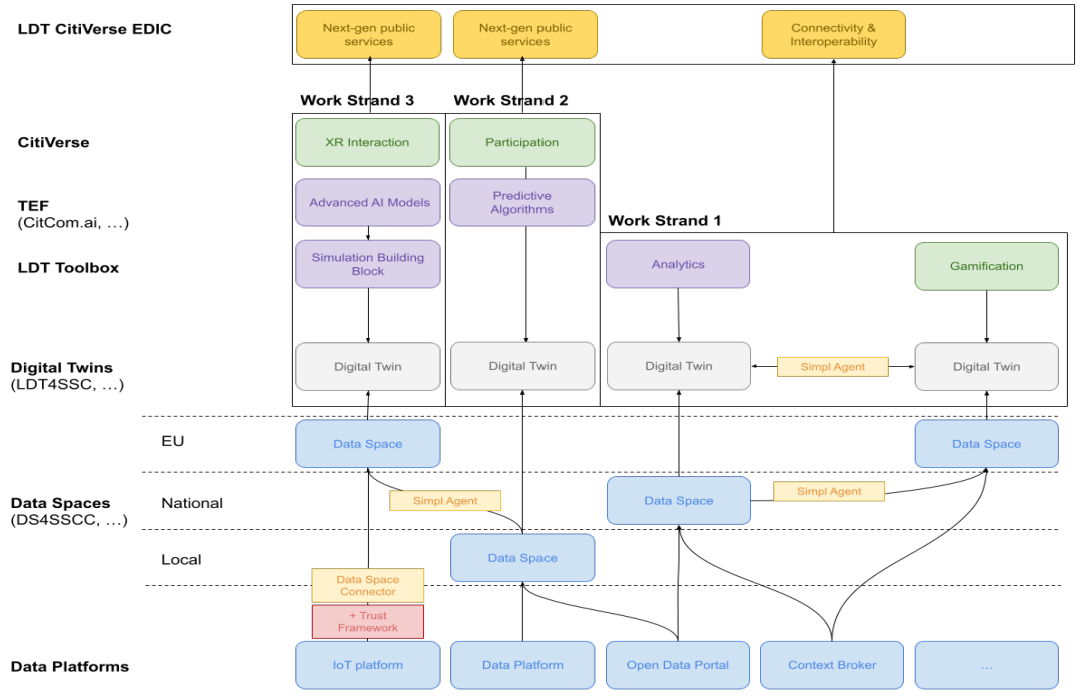 LDT CitiVerse EDIC
Next-gen public
services
Next-gen public
services
Connectivity &
Interoperability
Work Strand 3
Work Strand 2
CitiVerse
XR Interaction
Participation
TEF
(CitCom.ai, …)
Advanced AI Models
Predictive
Algorithms
Work Strand 1
LDT Toolbox
Simulation Building
Block
Analytics
Gamification
Digital Twins
(LDT4SSC, …)
Digital Twin
Digital Twin
Digital Twin
Simpl Agent
Digital Twin
EU
Data Space
Data Space
Data Spaces
(DS4SSCC, …)
National
Simpl Agent
Data Space
Simpl Agent
Local
Data Space
Data Space
Connector
+ Trust
Framework
Data Platforms
IoT platform
Data Platform
Open Data Portal
Context Broker
…